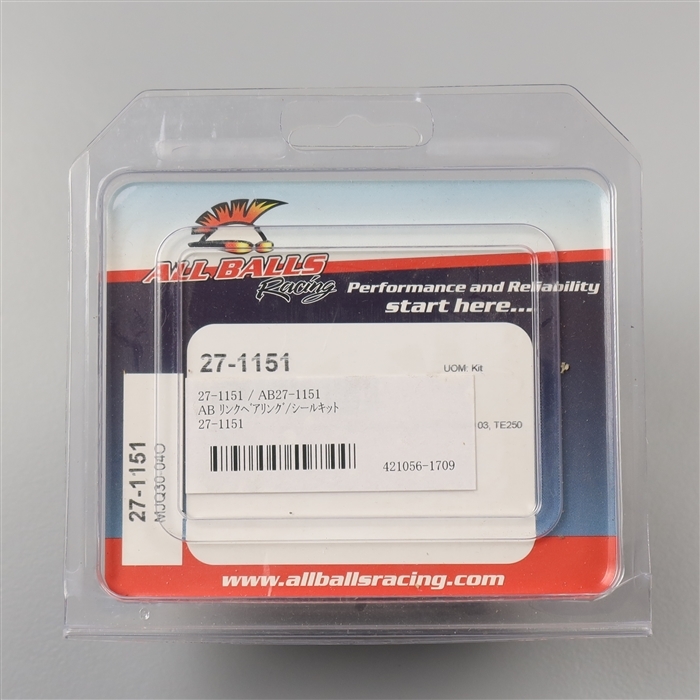 ALL BALLS
Racing
Performance and Reliability
start here...
27-1151
UOM: Kit
27-1151 / AB27-1151
AB リンクベアリング/シールキット
27-1151
03, TE250
421056-1709
27-1151
MJQ30-04O
www.allballsracing.com